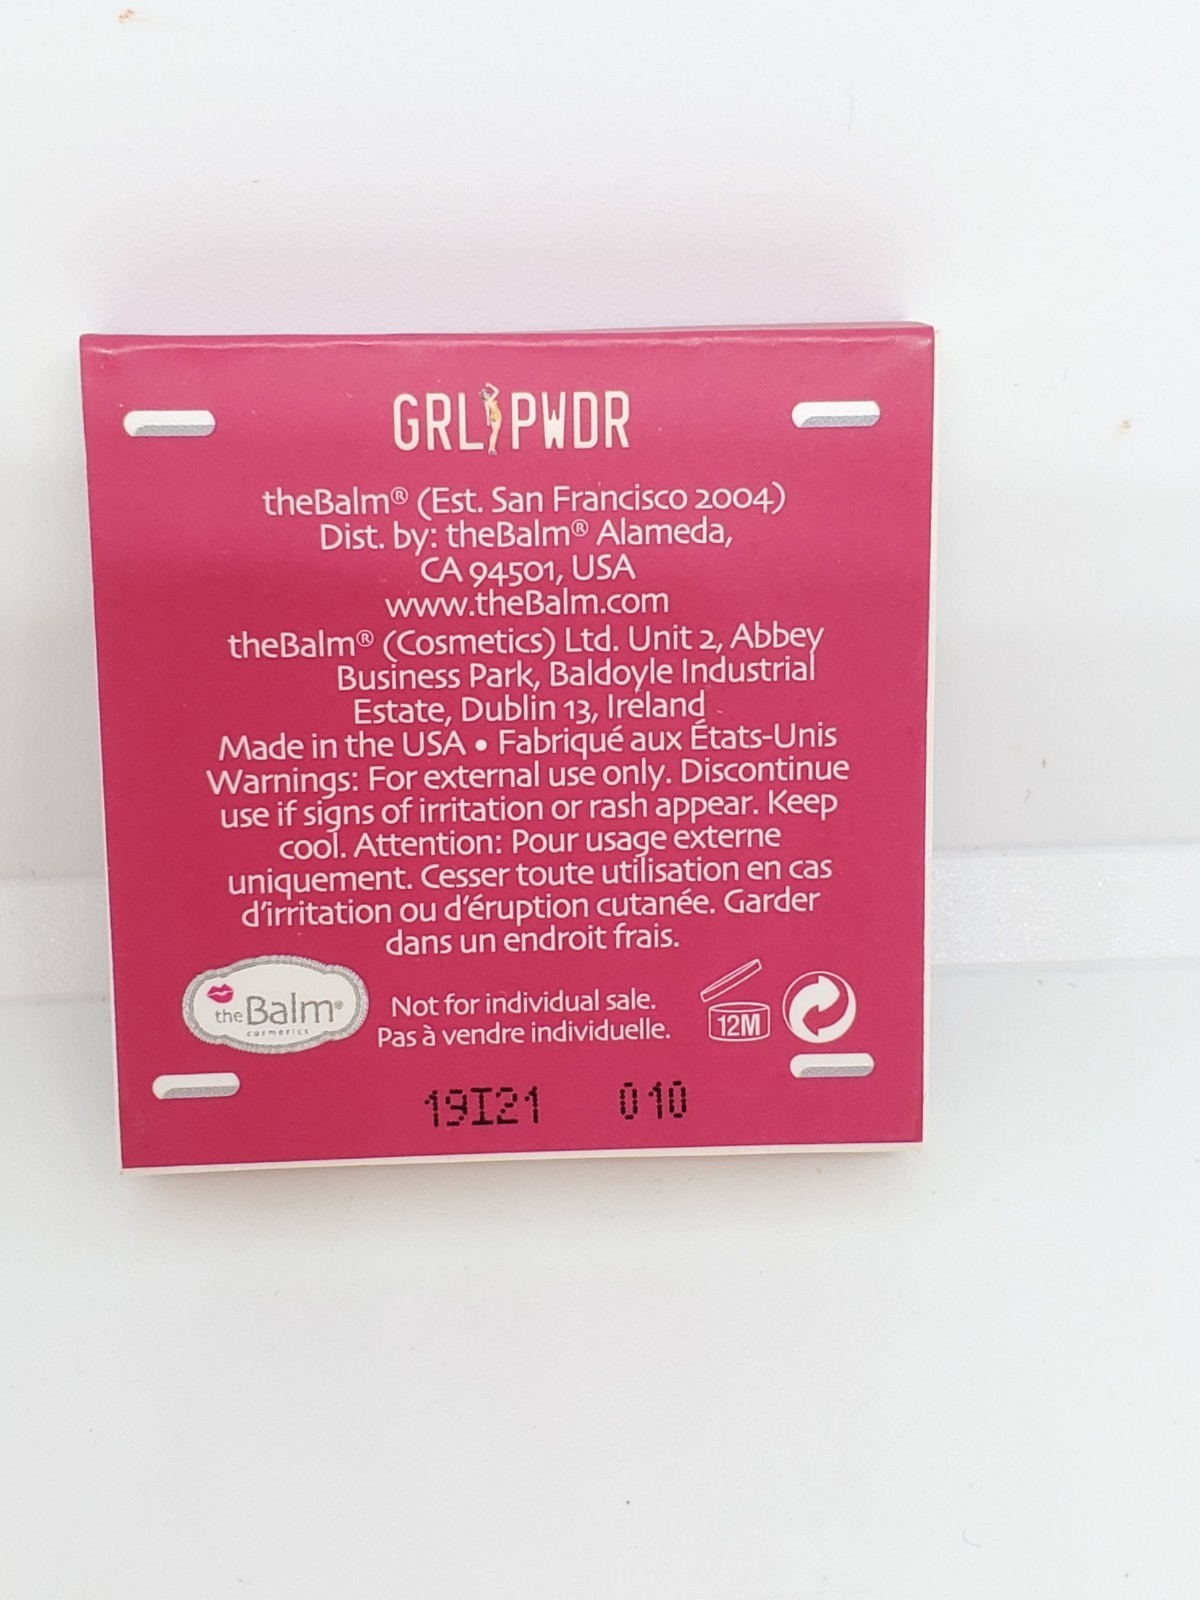 GRL PWDR
theBalm® (Est. San Francisco 2004)
Dist. by: theBalm® Alameda,
CA 94501, USA
www.theBalm.com
theBalm® (Cosmetics) Ltd. Unit 2, Abbey
Business Park, Baldoyle Industrial
Estate, Dublin 13, Ireland
Made in the USA • Fabriqué aux États-Unis
Warnings: For external use only. Discontinue
use if signs of irritation or rash appear. Keep
cool. Attention: Pour usage externe
uniquement. Cesser toute utilisation en cas
d'irritation ou d'éruption cutanée. Garder
dans un endroit frais.
theBalm®
cosmetics
Not for individual sale.
Pas à vendre individuelle.
12M
19I21 010